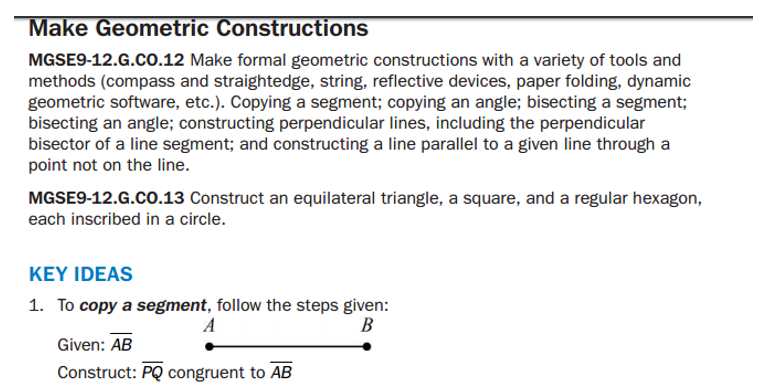 Make Geometric Constructions
MGSE9-12.G.CO.12 Make formal geometric constructions with a variety of tools and
methods (compass and straightedge, string, reflective devices, paper folding, dynamic
geometric software, etc.). Copying a segment; copying an angle; bisecting a segment;
bisecting an angle; constructing perpendicular lines, including the perpendicular
bisector of a line segment; and constructing a line parallel to a given line through a
point not on the line.
MGSE9-12.G.CO.13 Construct an equilateral triangle, a square, and a regular hexagon,
each inscribed in a circle.
KEY IDEAS
1. To copy a segment, follow the steps given:
A B
Given: A̅B̅
Construct: P̅Q̅ congruent to A̅B̅